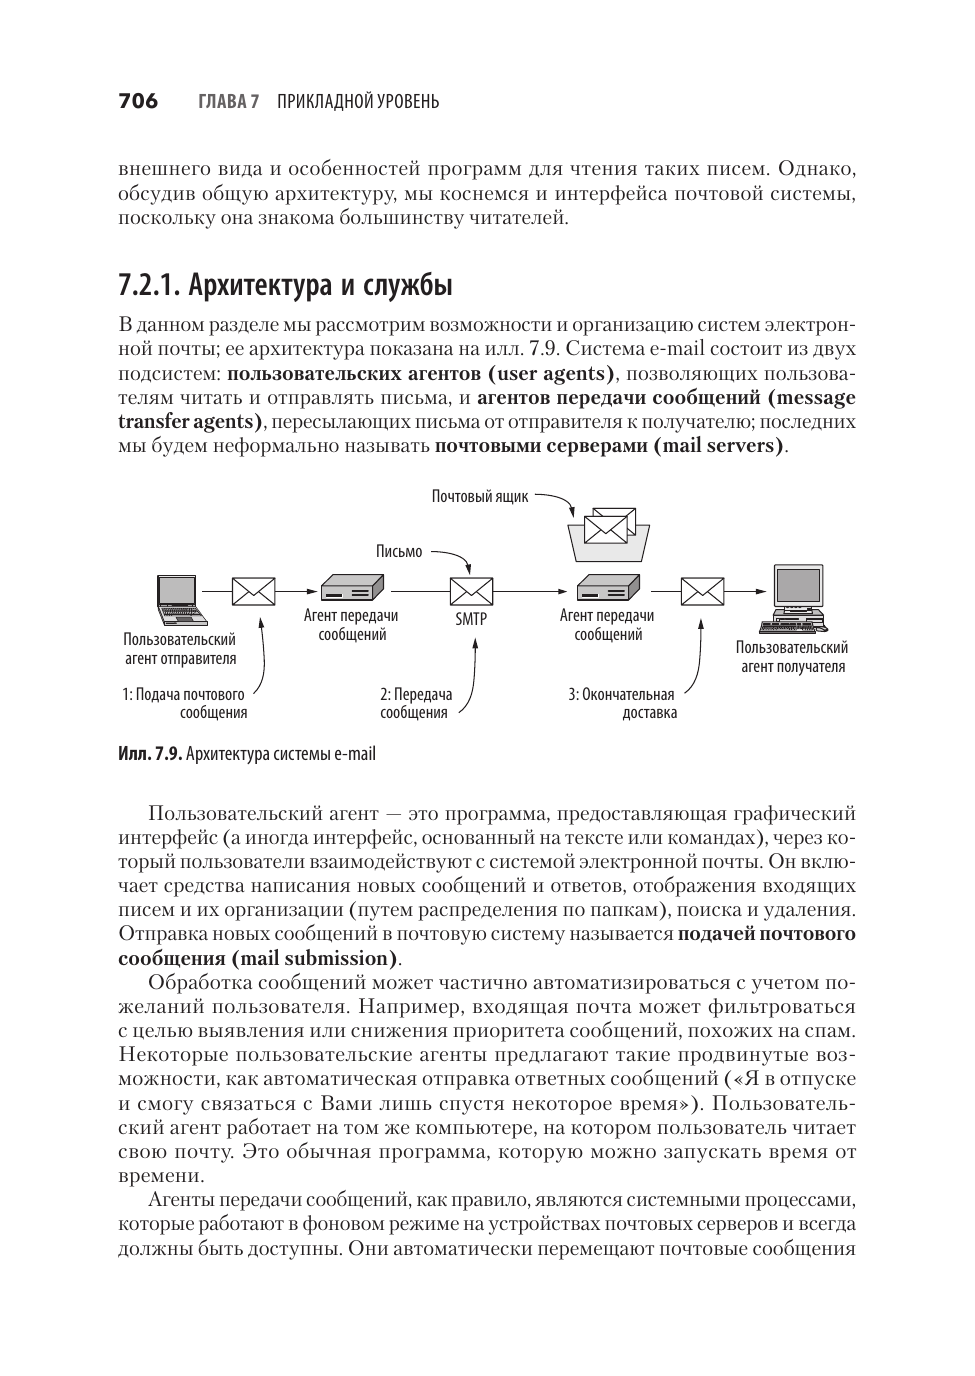 706 ГЛАВА 7 ПРИКЛАДНОЙ УРОВЕНЬ
внешнего вида и особенностей программ для чтения таких писем. Однако,
обсудив общую архитектуру, мы коснемся и интерфейса почтовой системы,
поскольку она знакома большинству читателей.
7.2.1. Архитектура и службы
В данном разделе мы рассмотрим возможности и организацию систем электрон-
ной почты; ее архитектура показана на илл. 7.9. Система e-mail состоит из двух
подсистем: пользовательских агентов (user agents), позволяющих пользова-
телям читать и отправлять письма, и агентов передачи сообщений (message
transfer agents), пересылающих письма от отправителя к получателю; последних
мы будем неформально называть почтовыми серверами (mail servers).
Почтовый ящик
Письмо
Пользовательский
агент отправителя
Агент передачи
сообщений
SMTP
Агент передачи
сообщений
Пользовательский
агент получателя
1: Подача почтового
сообщения
2: Передача
сообщения
3: Окончательная
доставка
Илл. 7.9. Архитектура системы e-mail
Пользовательский агент — это программа, предоставляющая графический
интерфейс (а иногда интерфейс, основанный на тексте или командах), через ко-
торый пользователи взаимодействуют с системой электронной почты. Он вклю-
чает средства написания новых сообщений и ответов, отображения входящих
писем и их организации (путем распределения по папкам), поиска и удаления.
Отправка новых сообщений в почтовую систему называется подачей почтового
сообщения (mail submission).
Обработка сообщений может частично автоматизироваться с учетом по-
желаний пользователя. Например, входящая почта может фильтроваться
с целью выявления или снижения приоритета сообщений, похожих на спам.
Некоторые пользовательские агенты предлагают такие продвинутые воз-
можности, как автоматическая отправка ответных сообщений («Я в отпуске
и смогу связаться с Вами лишь спустя некоторое время»). Пользователь-
ский агент работает на том же компьютере, на котором пользователь читает
свою почту. Это обычная программа, которую можно запускать время от
времени.
Агенты передачи сообщений, как правило, являются системными процессами,
которые работают в фоновом режиме на устройствах почтовых серверов и всегда
должны быть доступны. Они автоматически перемещают почтовые сообщения